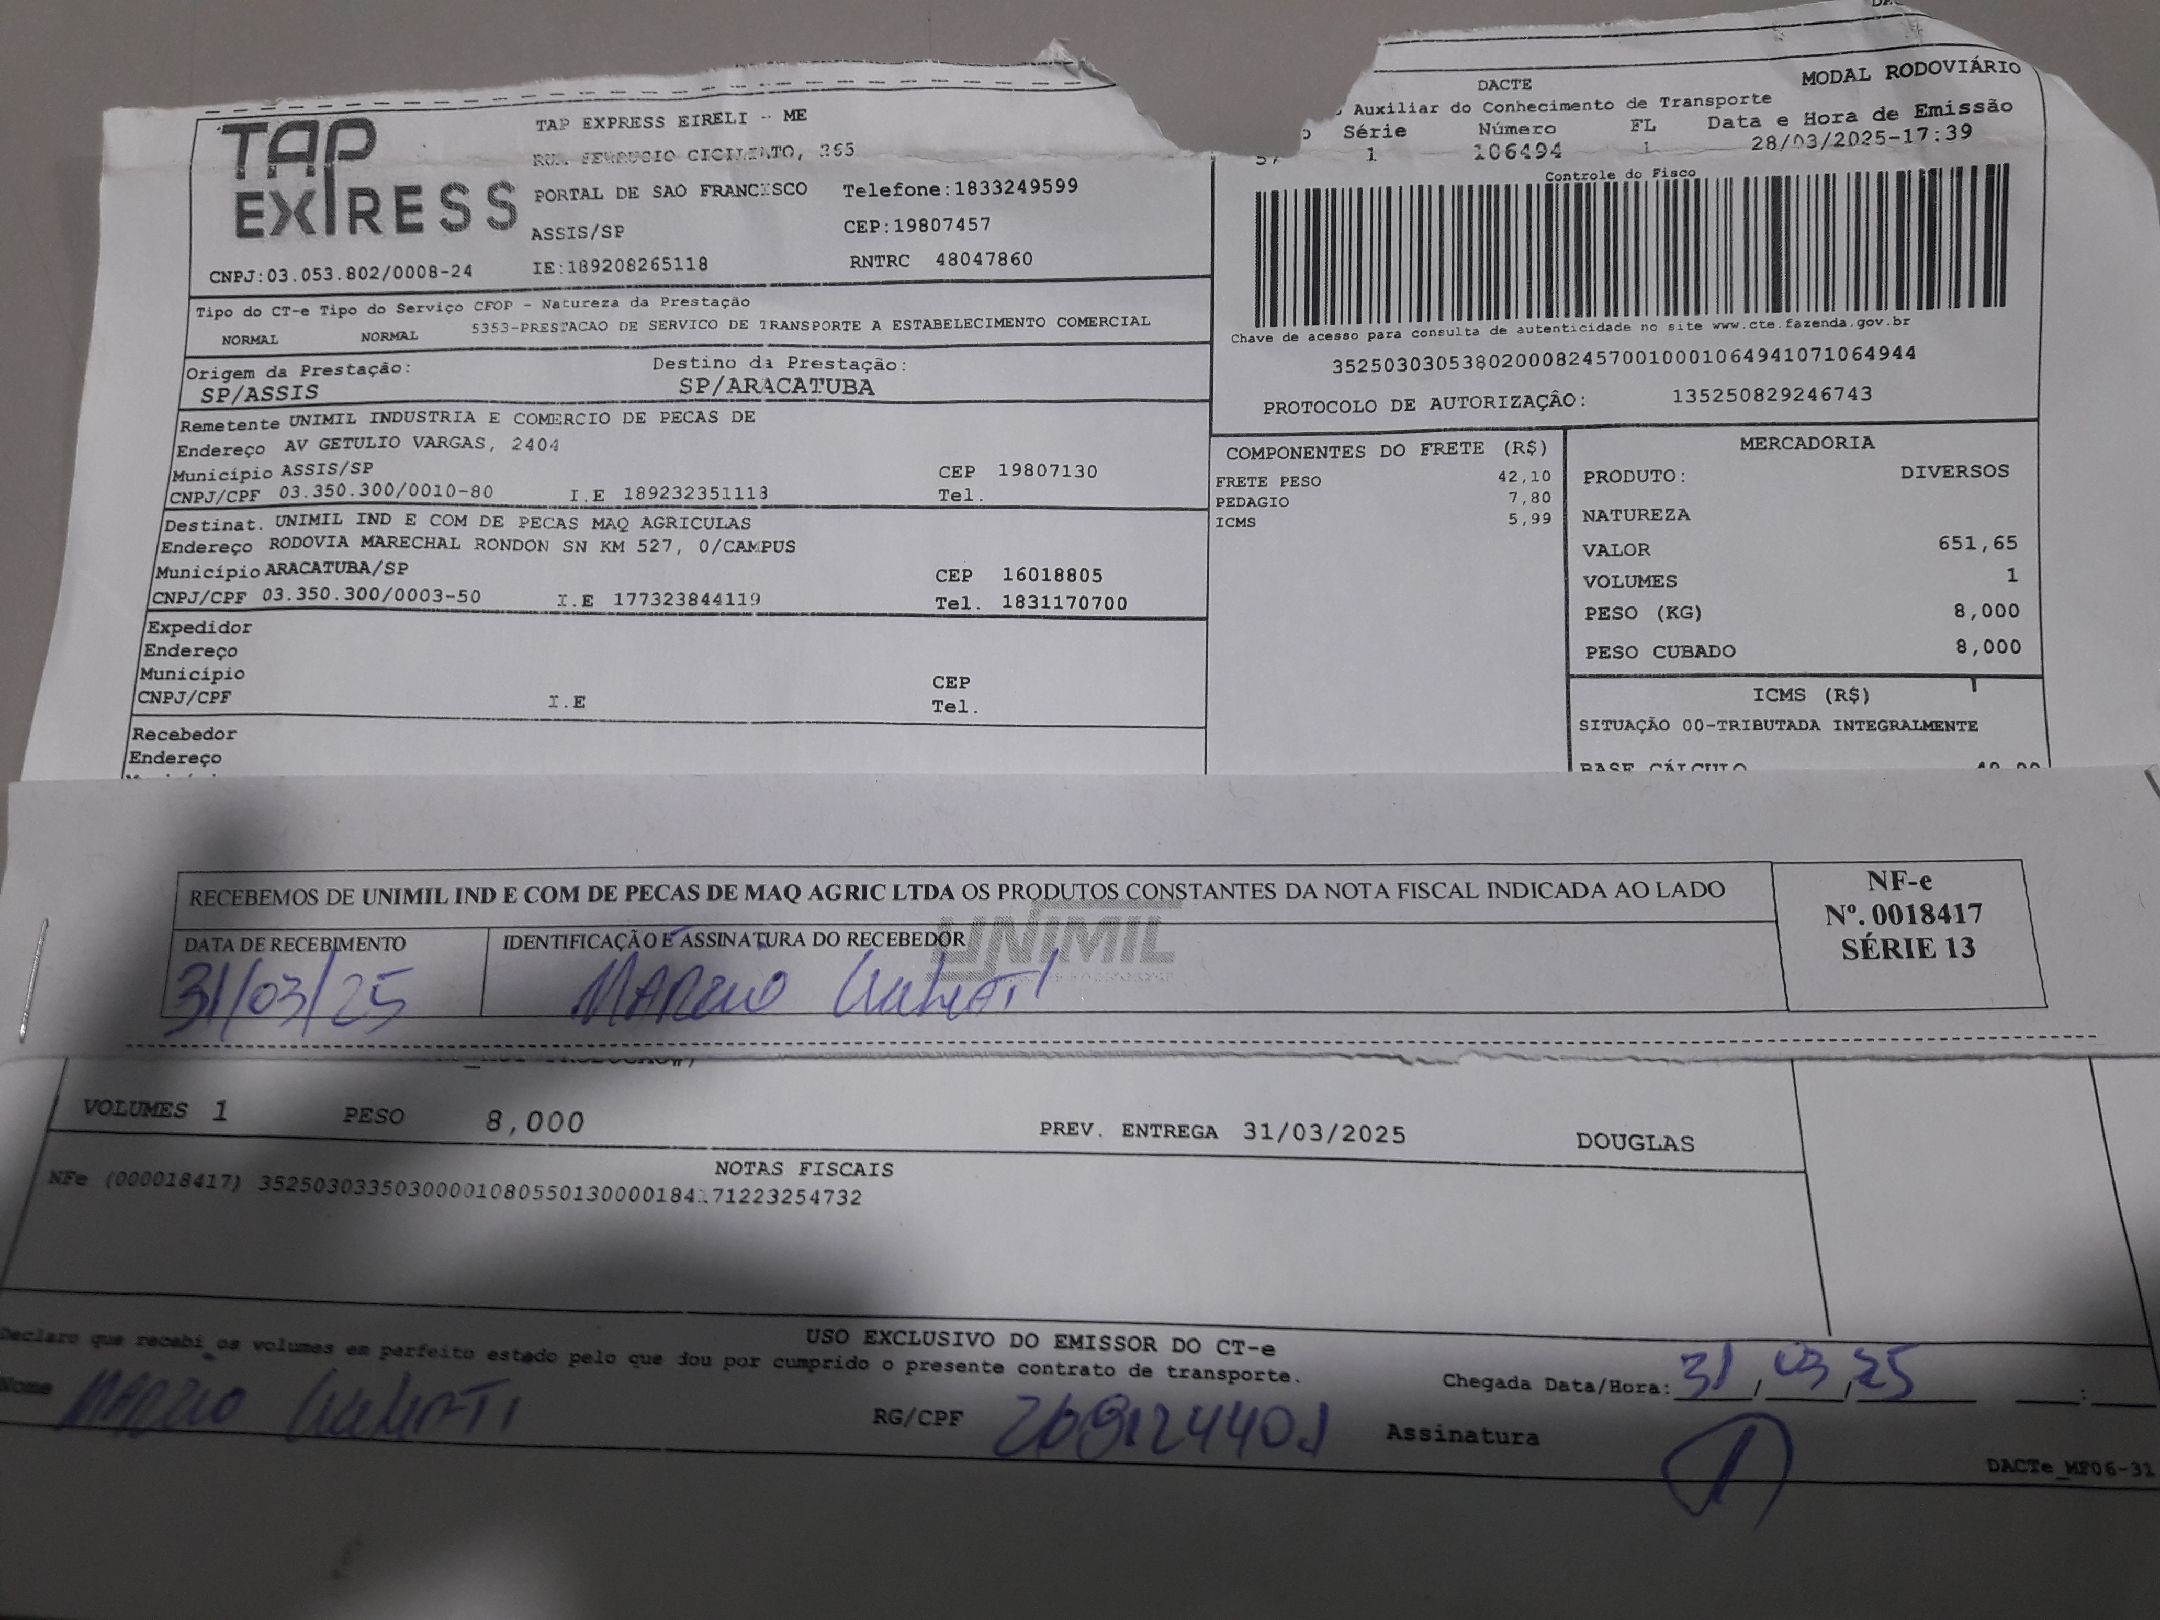 DACTE
MODAL RODOVIÁRIO
Auxiliar do Conhecimento de Transporte
Série Número FL Data e Hora de Emissão
57 1 106494 1 28/03/2025-17:39
TAP EXPRESS
TAP EXPRESS EIRELI - ME
PORTAL DE SAO FRANCISCO Telefone:1833249599
ASSIS/SP CEP:19807457
CNPJ:03.053.802/0008-24 IE:189208265118 RNTRC 48047860
Controle do Fisco
Chave de acesso para consulta de autenticidade no site www.cte.fazenda.gov.br
35250303053802000824570010001064941071064944
PROTOCOLO DE AUTORIZAÇÂO: 135250829246743
Tipo do CT-e Tipo do Serviço CFOP - Natureza da Prestação
NORMAL NORMAL 5353-PRESTACAO DE SERVICO DE TRANSPORTE A ESTABELECIMENTO COMERCIAL
Origem da Prestação: Destino da Prestação:
SP/ASSIS SP/ARACATUBA
Remetente UNIMIL INDUSTRIA E COMERCIO DE PECAS DE
Endereço AV GETULIO VARGAS, 2404
Município ASSIS/SP CEP 19807130
CNPJ/CPF 03.350.300/0010-80 I.E 189232351113 Tel.
Destinat. UNIMIL IND E COM DE PECAS MAQ AGRICULAS
Endereço RODOVIA MARECHAL RONDON SN KM 527, 0/CAMPUS
Município ARACATUBA/SP CEP 16018805
CNPJ/CPF 03.350.300/0003-50 I.E 177323844119 Tel. 1831170700
Expedidor
Endereço
Município CEP
CNPJ/CPF I.E Tel.
Recebedor
Endereço
COMPONENTES DO FRETE (R$)
FRETE PESO 42,10
PEDAGIO 7,80
ICMS 5,99
MERCADORIA
PRODUTO: DIVERSOS
NATUREZA
VALOR 651,65
VOLUMES 1
PESO (KG) 8,000
PESO CUBADO 8,000
ICMS (R$)
SITUAÇÃO 00-TRIBUTADA INTEGRALMENTE
BASE CÁLCULO
RECEBEMOS DE UNIMIL IND E COM DE PECAS DE MAQ AGRIC LTDA OS PRODUTOS CONSTANTES DA NOTA FISCAL INDICADA AO LADO
DATA DE RECEBIMENTO IDENTIFICAÇÃO E ASSINATURA DO RECEBEDOR
UNIMIL
31/03/25 MARZIO
NF-e
Nº. 0018417
SÉRIE 13
VOLUMES 1 PESO 8,000 PREV. ENTREGA 31/03/2025 DOUGLAS
NOTAS FISCAIS
NFe (000018417)
USO EXCLUSIVO DO EMISSOR DO CT-e
Declaro que recebi os volumes em perfeito estado pelo que dou por cumprido o presente contrato de transporte.
Chegada Data/Hora: 31/03/25 :
Nome MARZIO RG/CPF Assinatura
DACTe_MF06-31